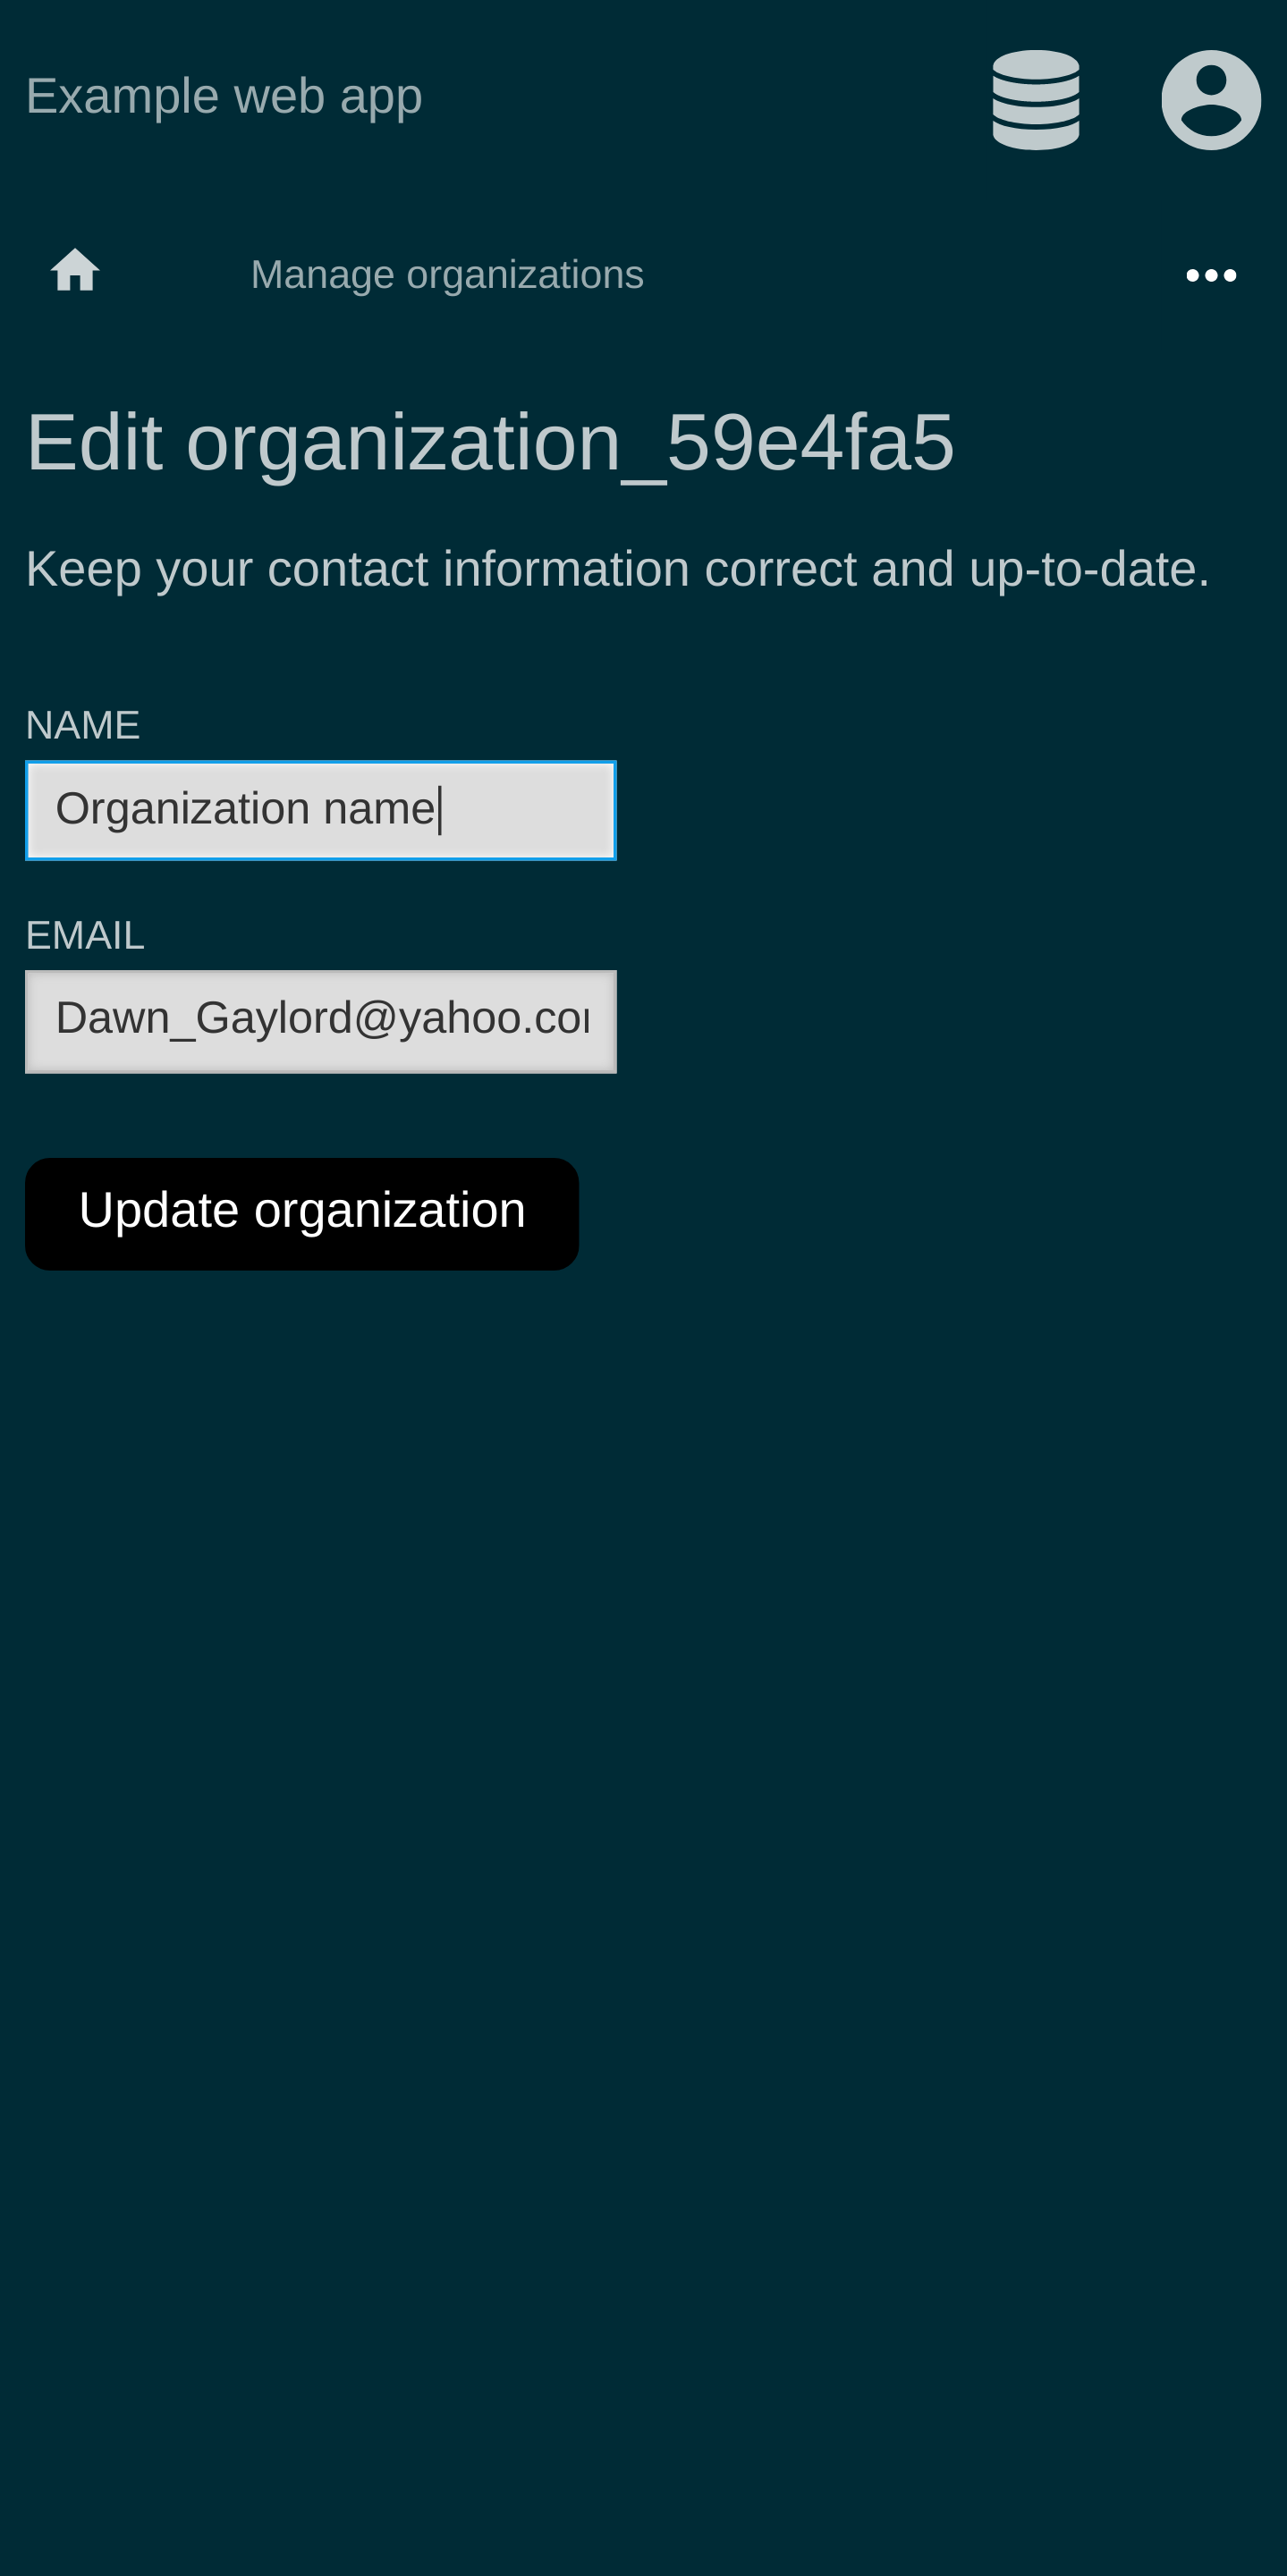 Example web app
Manage organizations
Edit organization_59e4fa5
Keep your contact information correct and up-to-date.
NAME
Organization name
EMAIL
Dawn_Gaylord@yahoo.co
Update organization